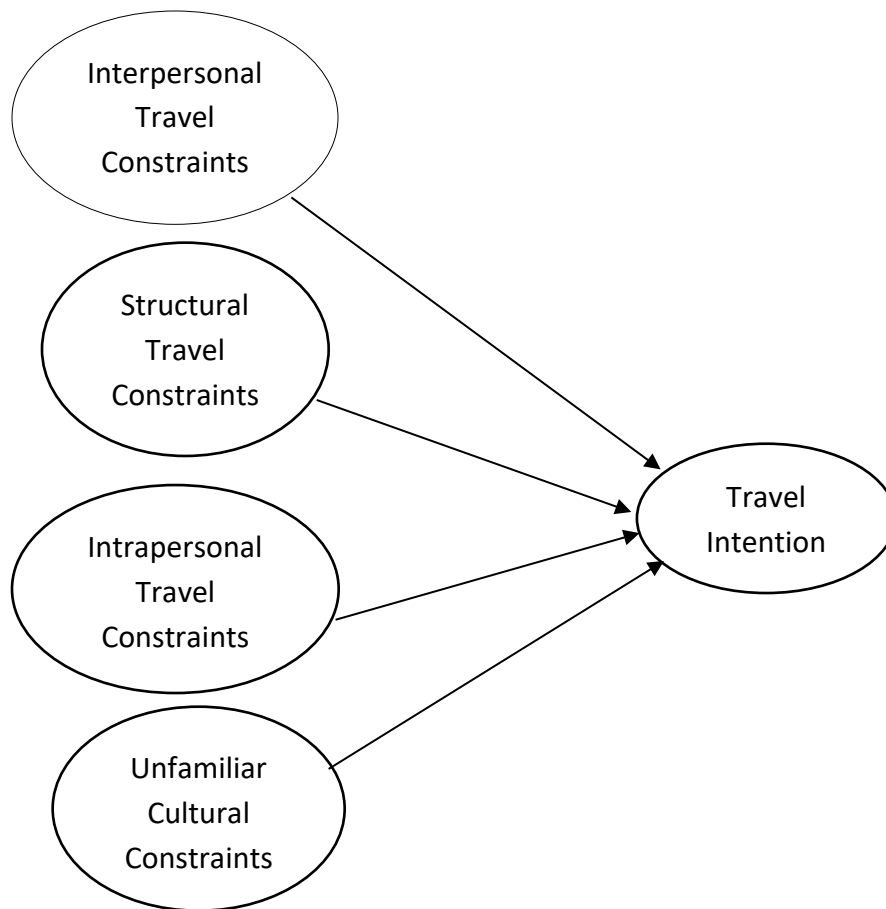 Interpersonal
Travel
Constraints
Structural
Travel
Constraints
Intrapersonal
Travel
Constraints
Unfamiliar
Cultural
Constraints
Travel
Intention